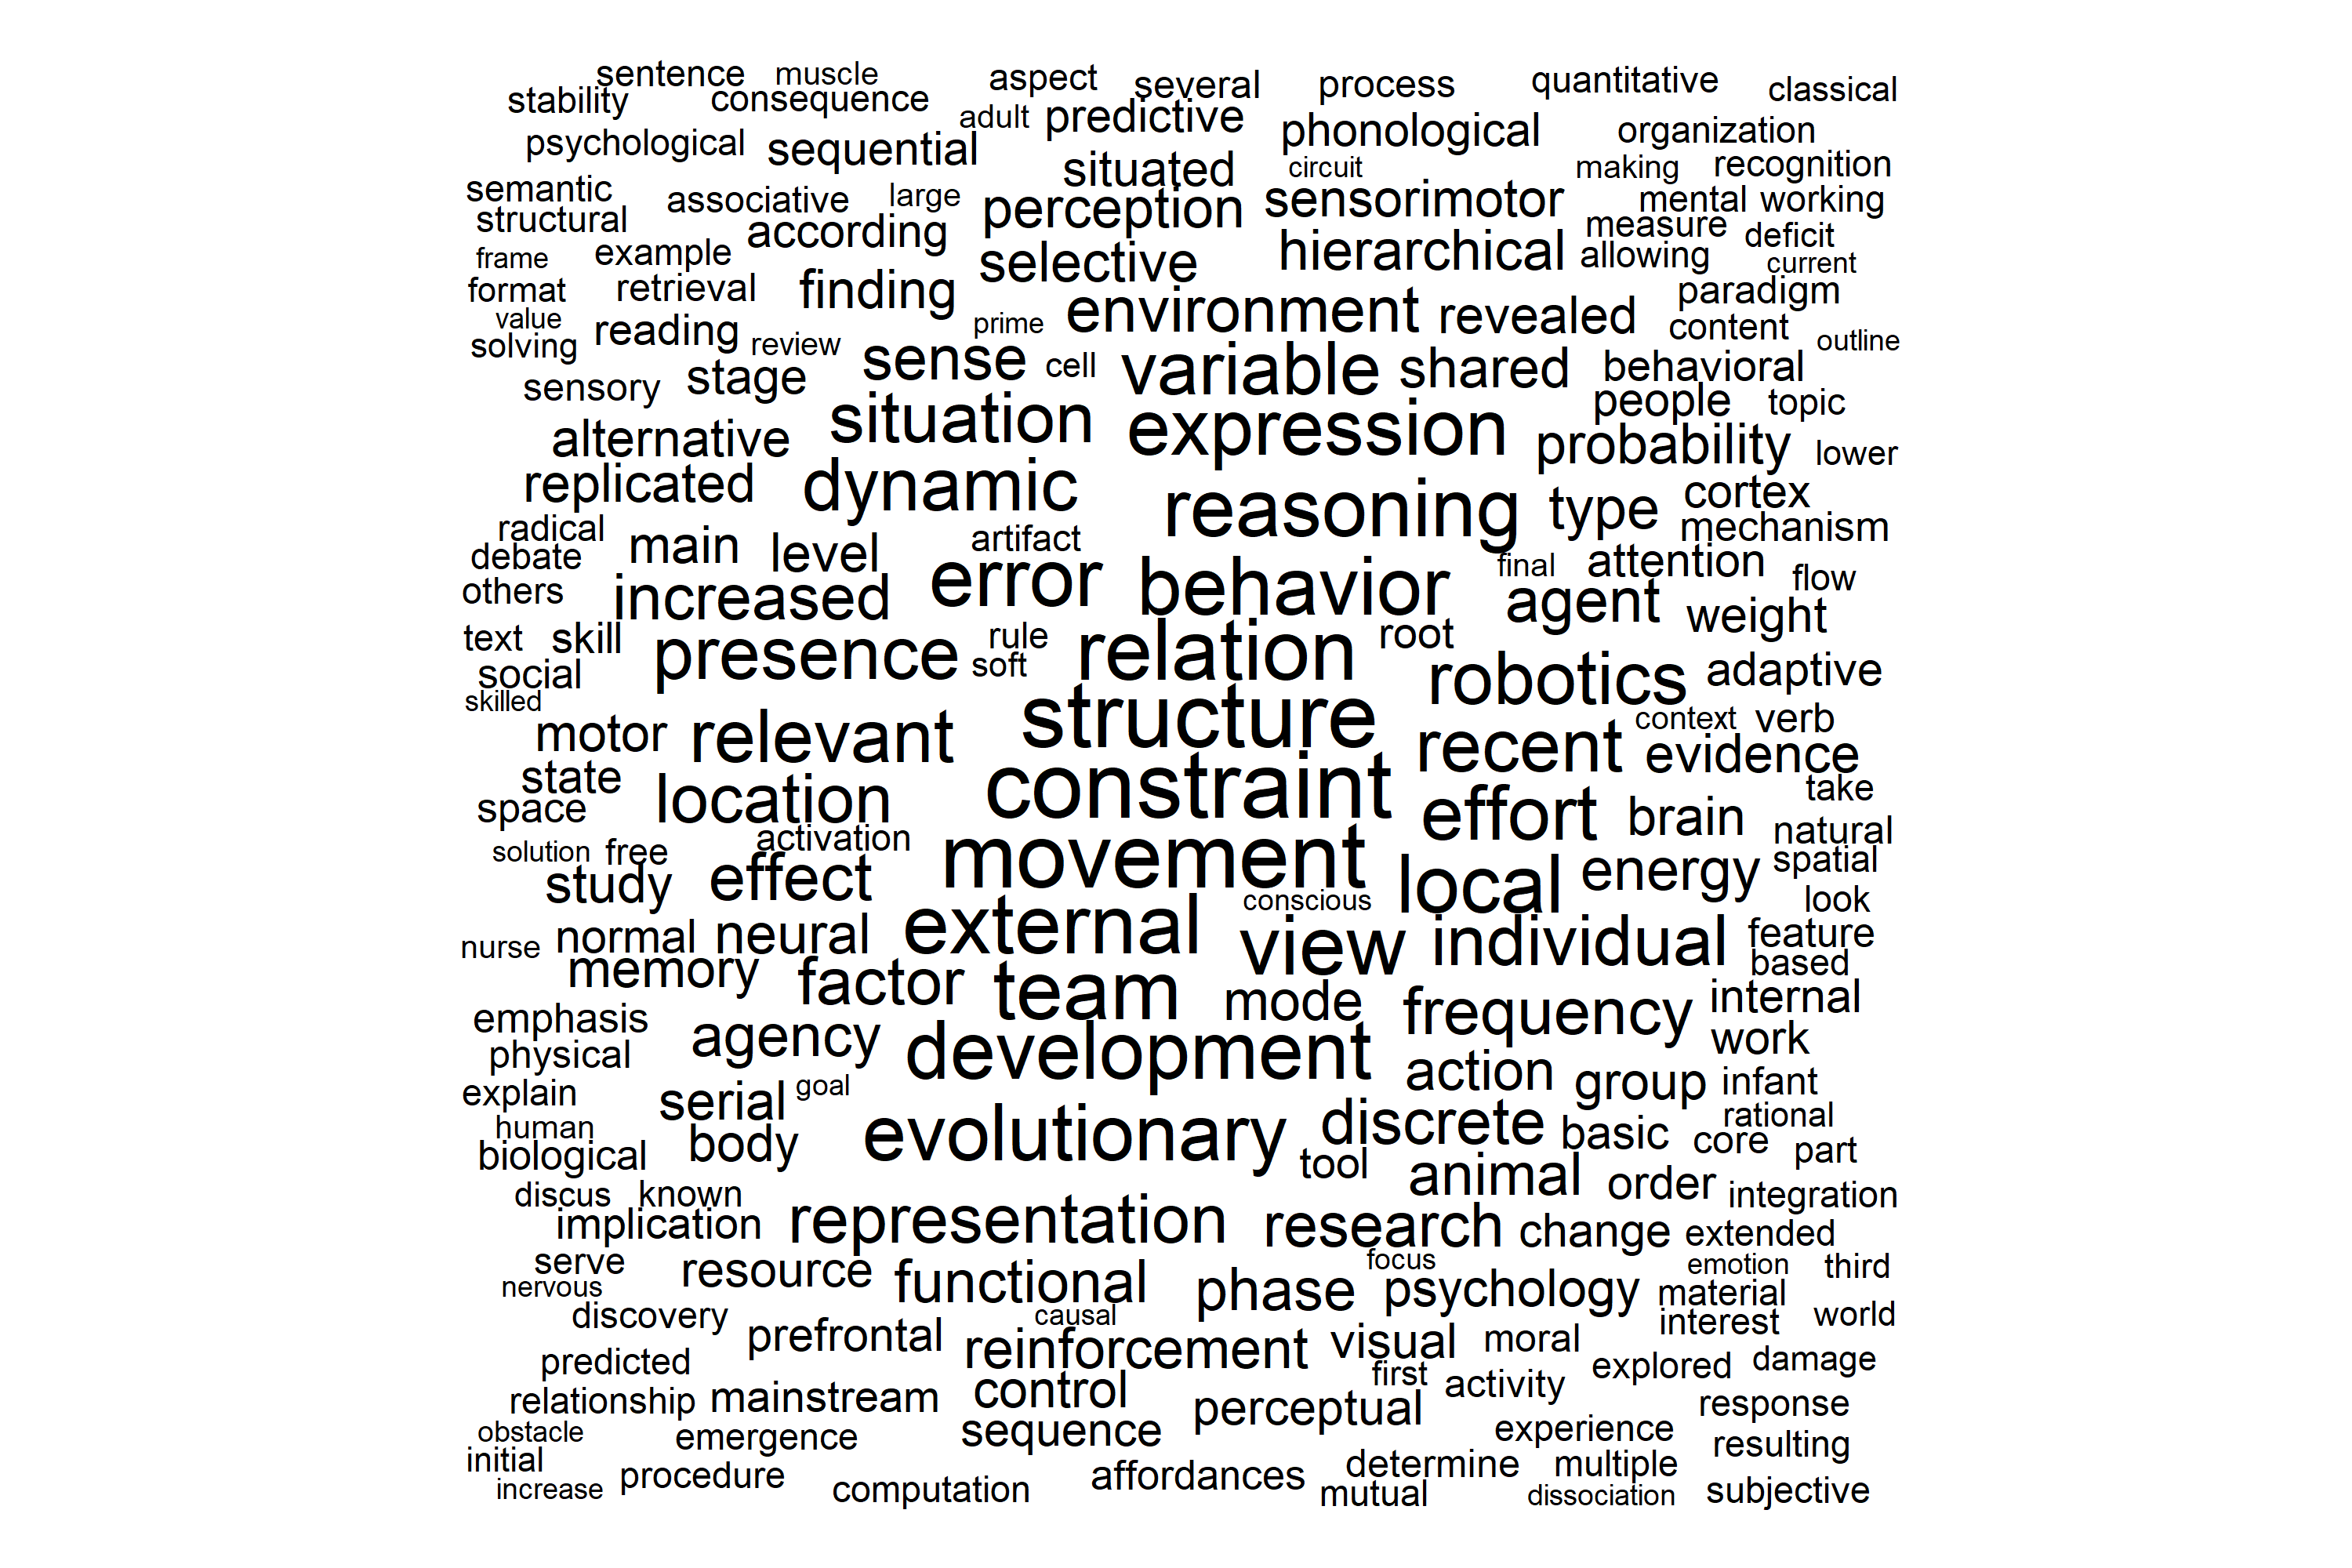 sentence muscle aspect several process quantitative classical
stability consequence adult predictive phonological organization
psychological sequential situated circuit making recognition
semantic associative large perception sensorimotor mental working
structural according selective hierarchical measure deficit
frame example allowing current
format retrieval finding environment revealed paradigm
value reading prime content outline
solving review sense cell variable shared behavioral
sensory stage people topic
alternative situation expression probability lower
replicated dynamic reasoning type cortex
radical main level artifact mechanism
debate error behavior final attention flow
others increased agent weight
text skill presence rule relation root
social soft robotics adaptive
skilled structure context verb
motor relevant recent evidence
state constraint take
space location effort brain natural
activation movement
solution free energy spatial
study effect local look
conscious
nurse normal neural external view individual feature
memory factor team based
mode frequency internal
emphasis agency development work
physical action group infant
explain serial goal discrete rational
human body evolutionary basic core part
biological tool animal order integration
discus known
implication representation research change extended
serve resource functional focus emotion third
nervous phase psychology material
discovery causal interest world
prefrontal reinforcement visual moral
predicted first explored damage
relationship mainstream control activity response
obstacle emergence sequence perceptual experience resulting
initial procedure affordances determine multiple
increase computation mutual dissociation subjective